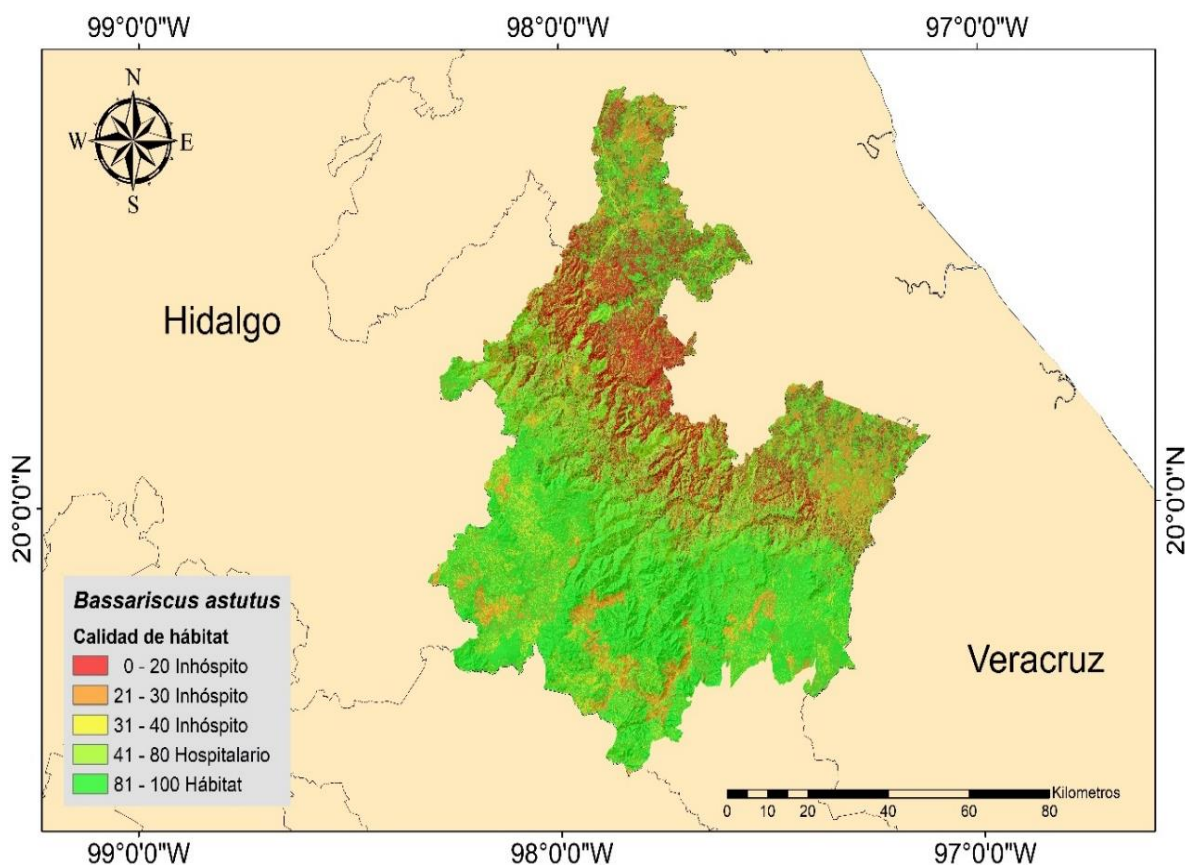 99°0'0"W 98°0'0"W 97°0'0"W
N
W E
S
Hidalgo
20°0'0"N 20°0'0"N
Bassariscus astutus
Calidad de hábitat
0 - 20 Inhóspito
21 - 30 Inhóspito
31 - 40 Inhóspito
41 - 80 Hospitalario
81 - 100 Hábitat
Veracruz
Kilometros
0 10 20 40 60 80
99°0'0"W 98°0'0"W 97°0'0"W